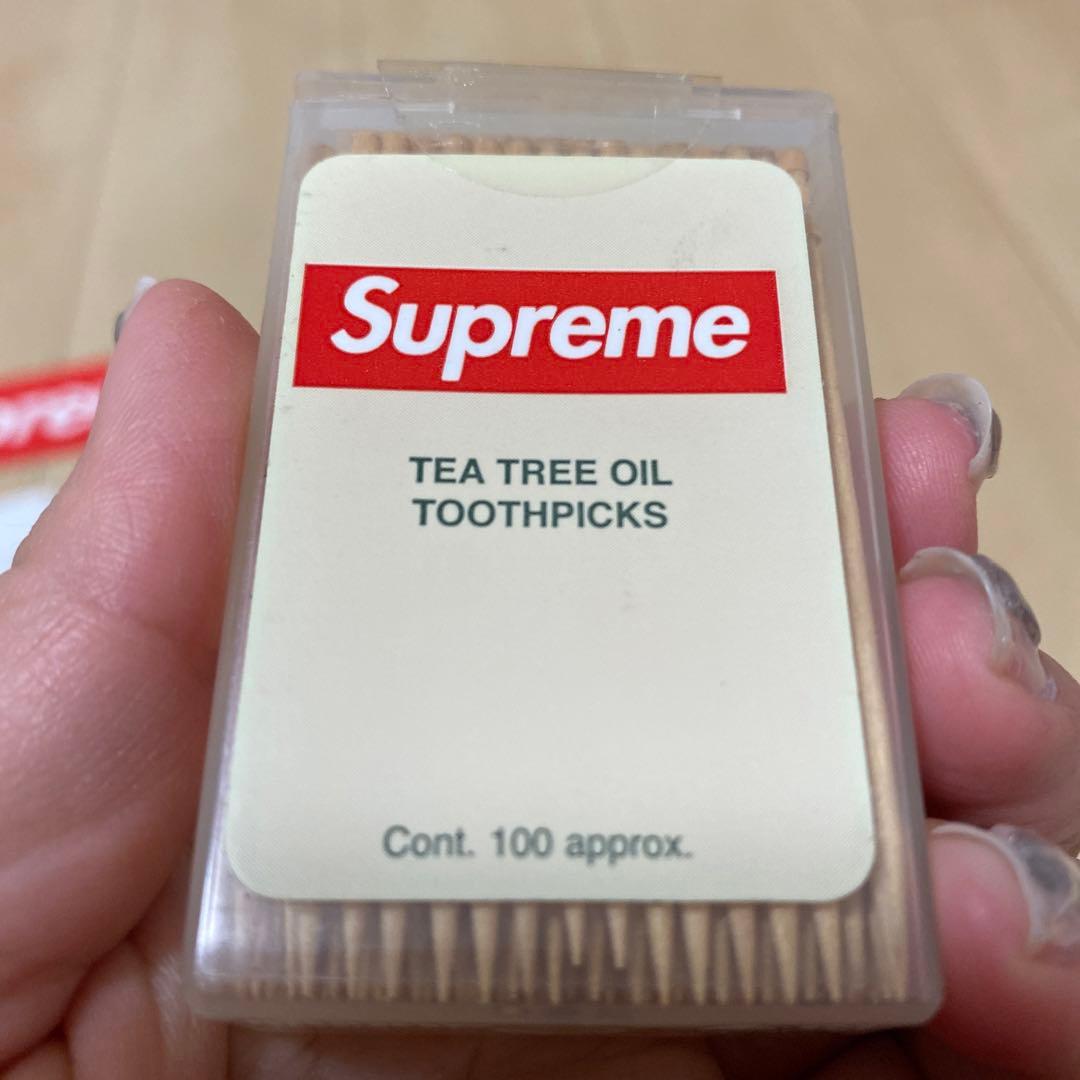 Supreme
TEA TREE OIL
TOOTHPICKS
Cont. 100 approx.